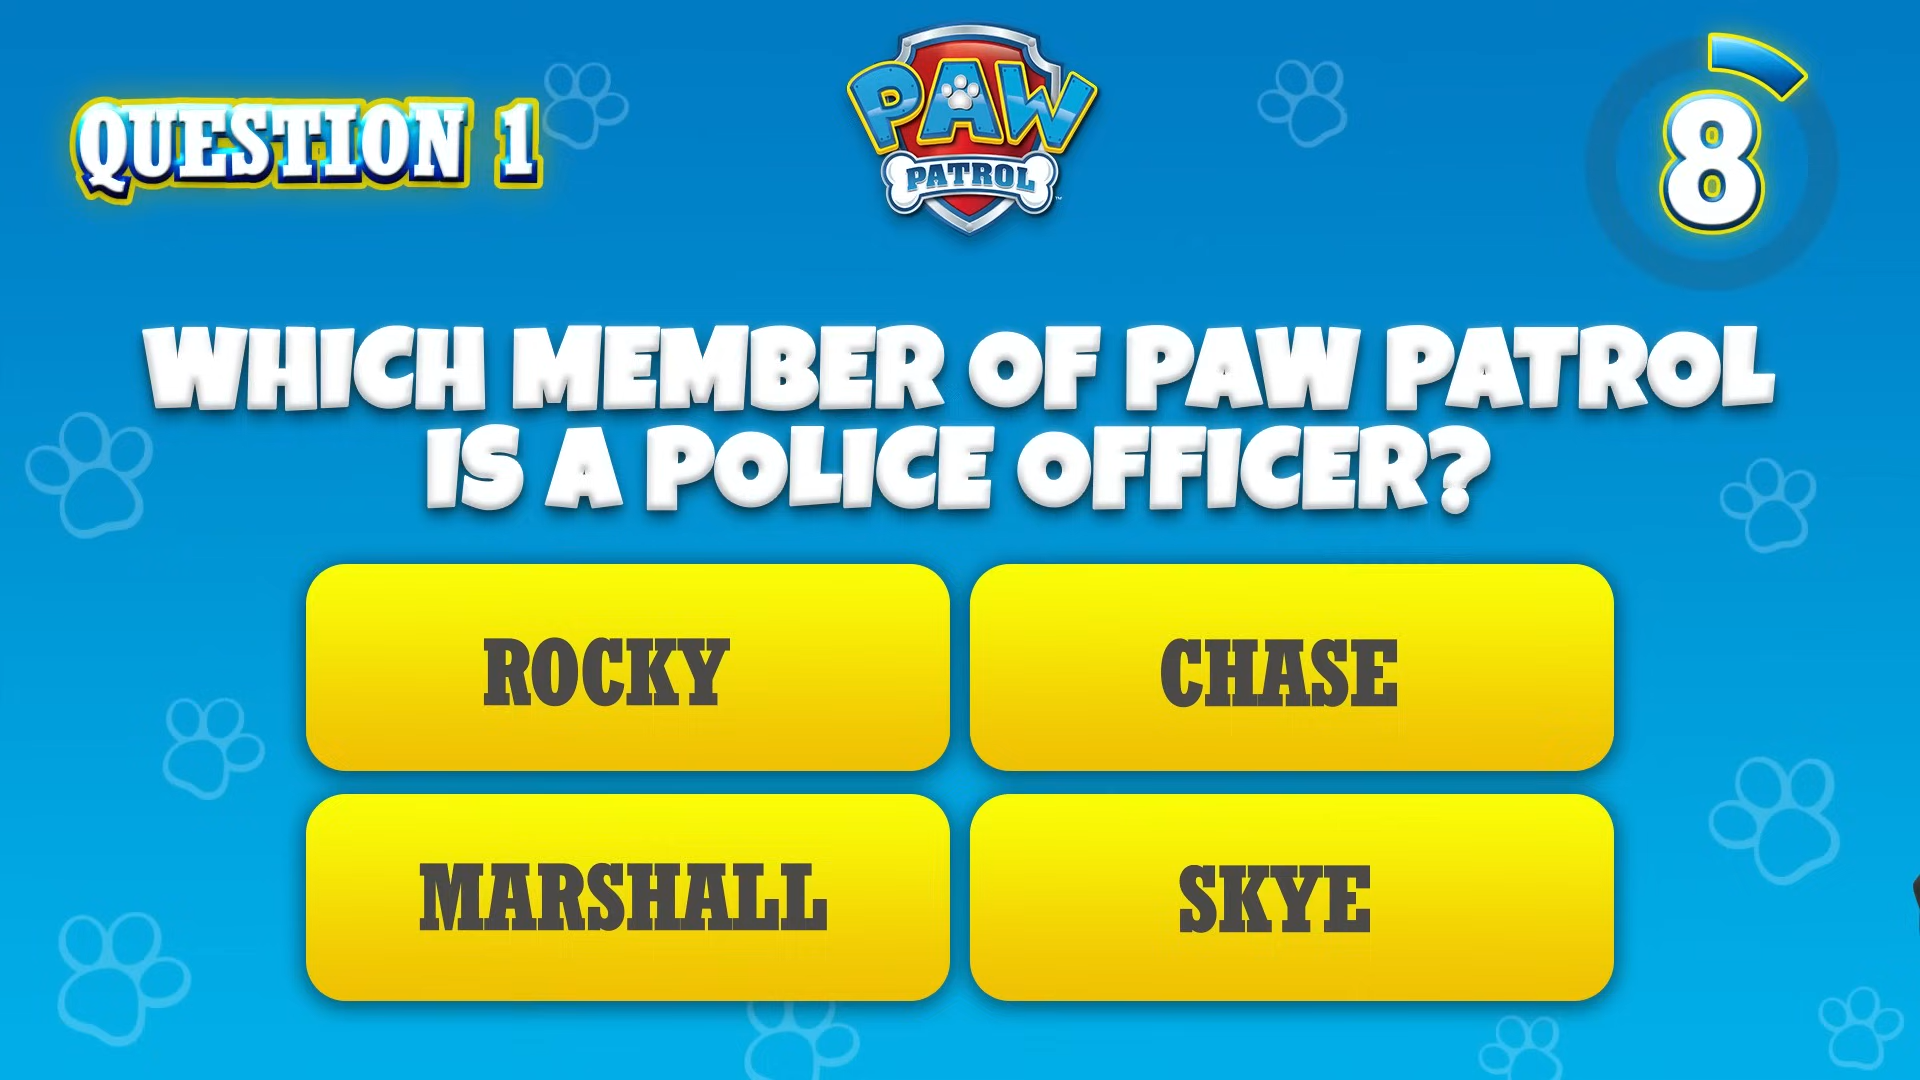 QUESTION 1
PAW
PATROL
8
WHICH MEMBER OF PAW PATROL
IS A POLICE OFFICER?
ROCKY
CHASE
MARSHALL
SKYE